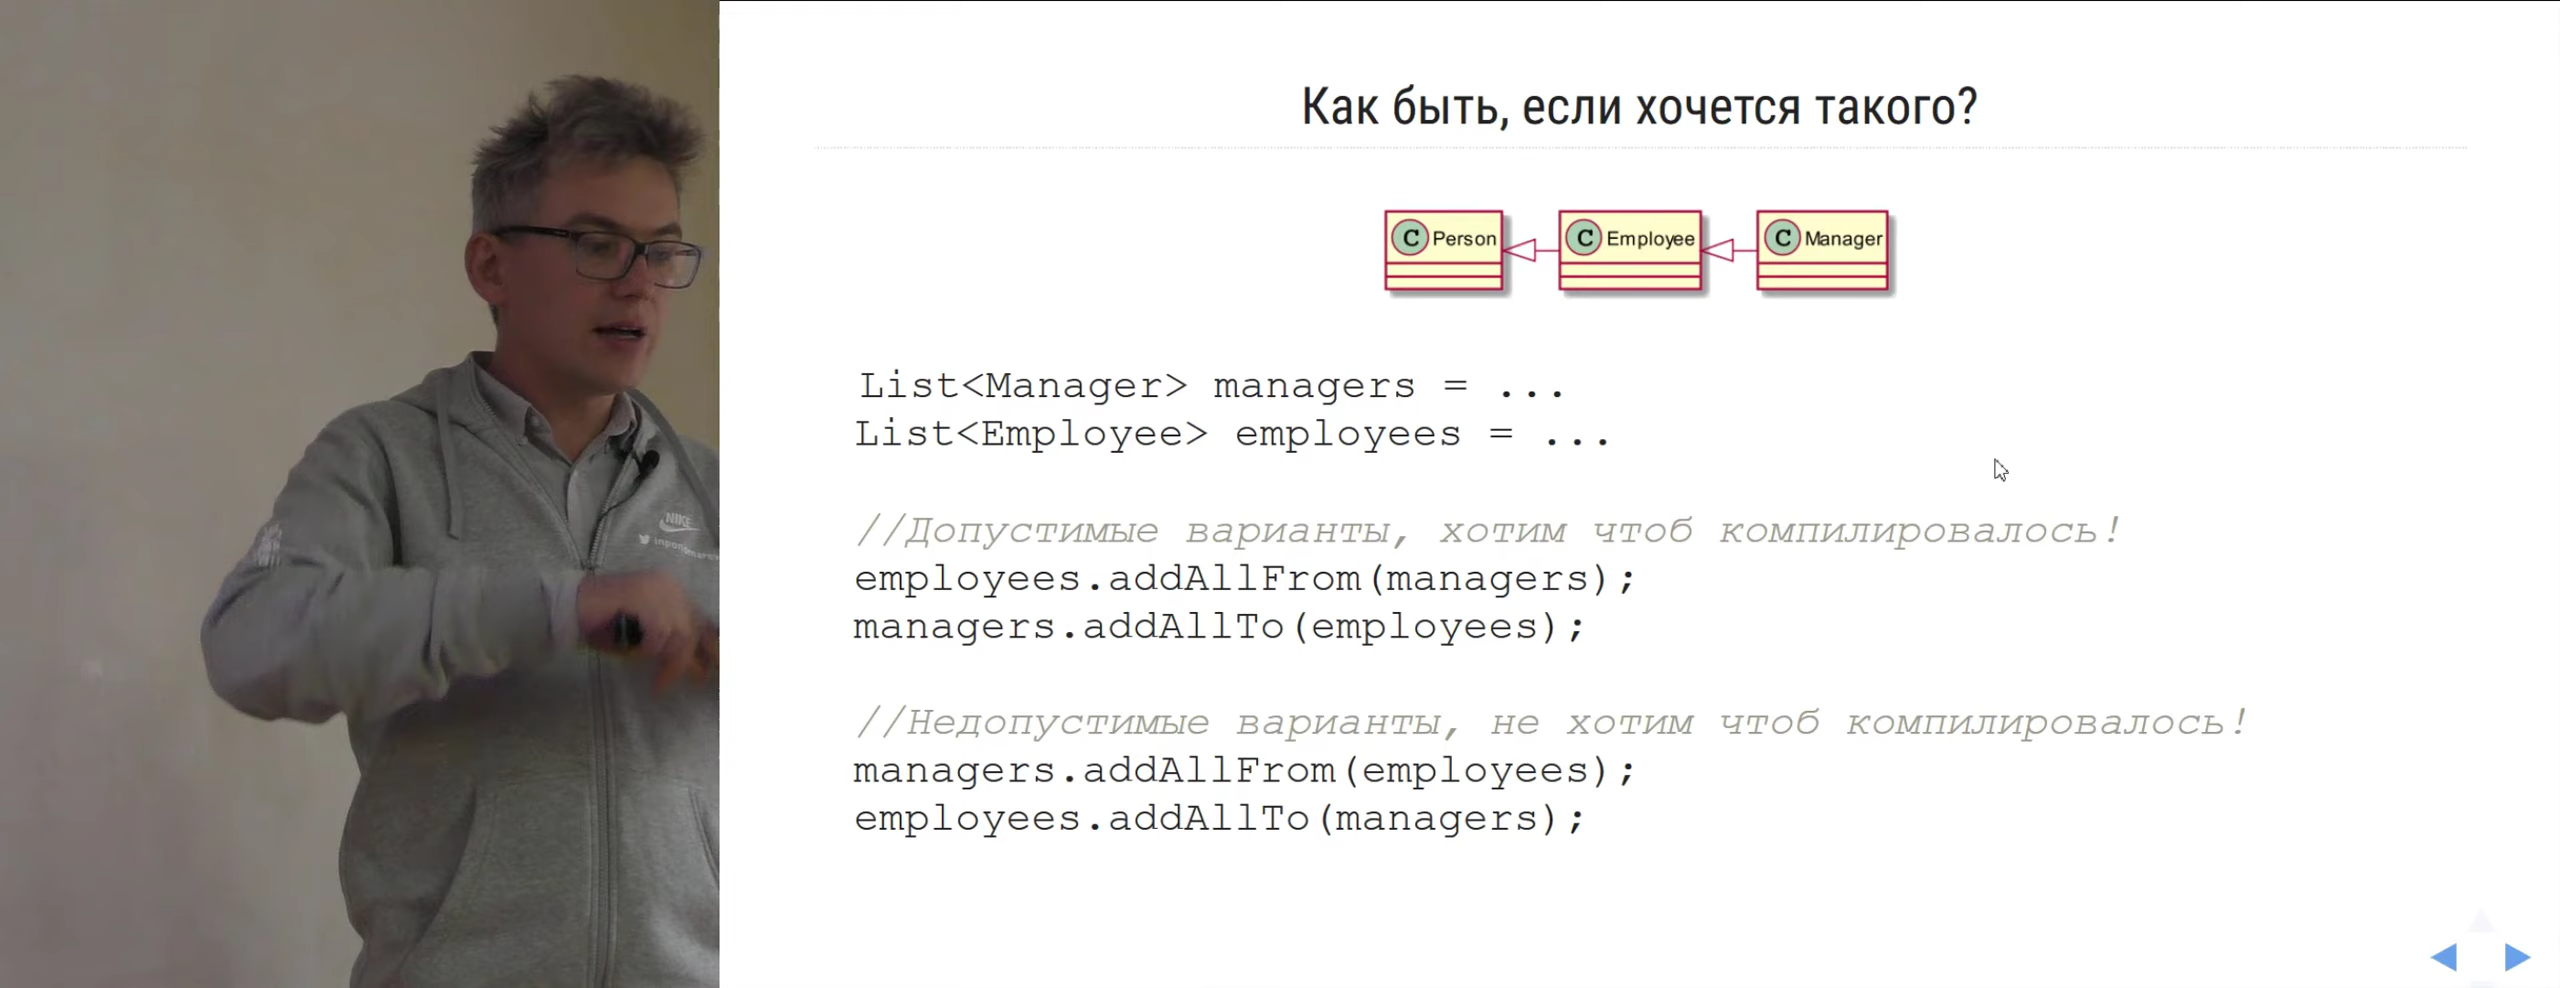 Как быть, если хочется такого?
C Person
C Employee
C Manager
List<Manager> managers = ...
List<Employee> employees = ...
//Допустимые варианты, хотим чтоб компилировалось!
employees.addAllFrom(managers);
managers.addAllTo(employees);
//Недопустимые варианты, не хотим чтоб компилировалось!
managers.addAllFrom(employees);
employees.addAllTo(managers);
NIKE